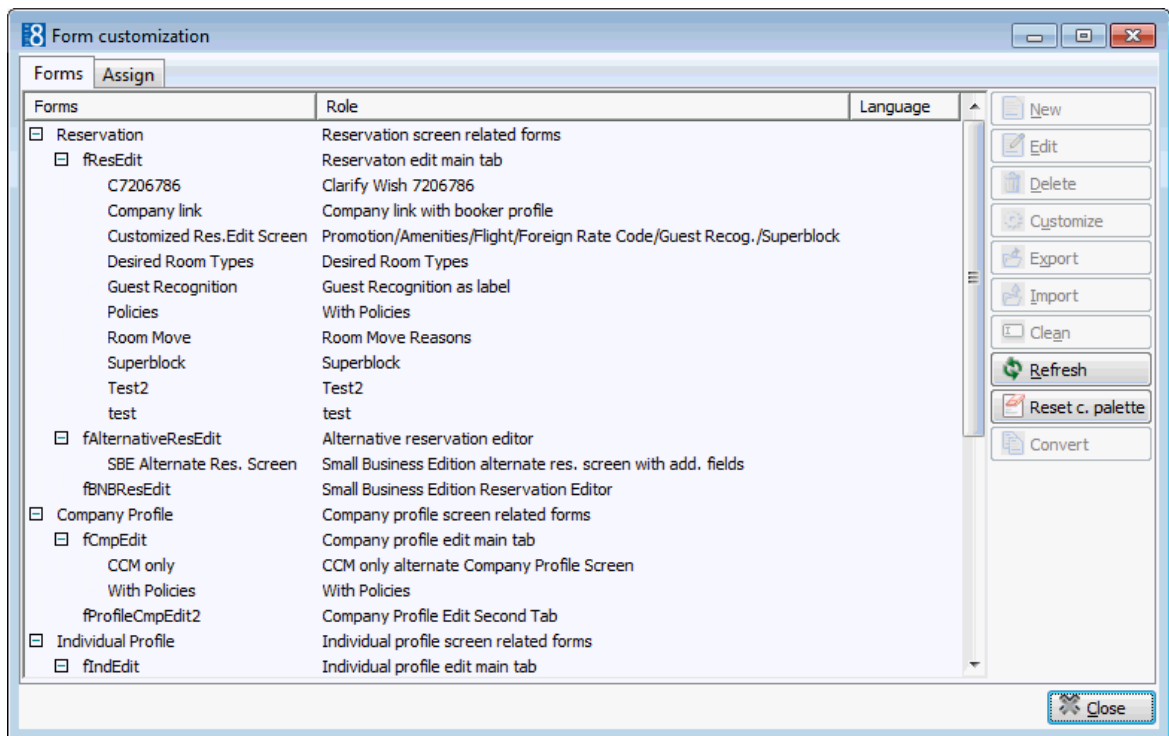 8 Form customization
Forms Assign
Forms Role Language
Reservation Reservation screen related forms
fResEdit Reservaton edit main tab
C7206786 Clarify Wish 7206786
Company link Company link with booker profile
Customized Res.Edit Screen Promotion/Amenities/Flight/Foreign Rate Code/Guest Recog./Superblock
Desired Room Types Desired Room Types
Guest Recognition Guest Recognition as label
Policies With Policies
Room Move Room Move Reasons
Superblock Superblock
Test2 Test2
test test
fAlternativeResEdit Alternative reservation editor
SBE Alternate Res. Screen Small Business Edition alternate res. screen with add. fields
fBNBResEdit Small Business Edition Reservation Editor
Company Profile Company profile screen related forms
fCmpEdit Company profile edit main tab
CCM only CCM only alternate Company Profile Screen
With Policies With Policies
fProfileCmpEdit2 Company Profile Edit Second Tab
Individual Profile Individual profile screen related forms
fIndEdit Individual profile edit main tab
New
Edit
Delete
Customize
Export
Import
Clean
Refresh
Reset c. palette
Convert
Close